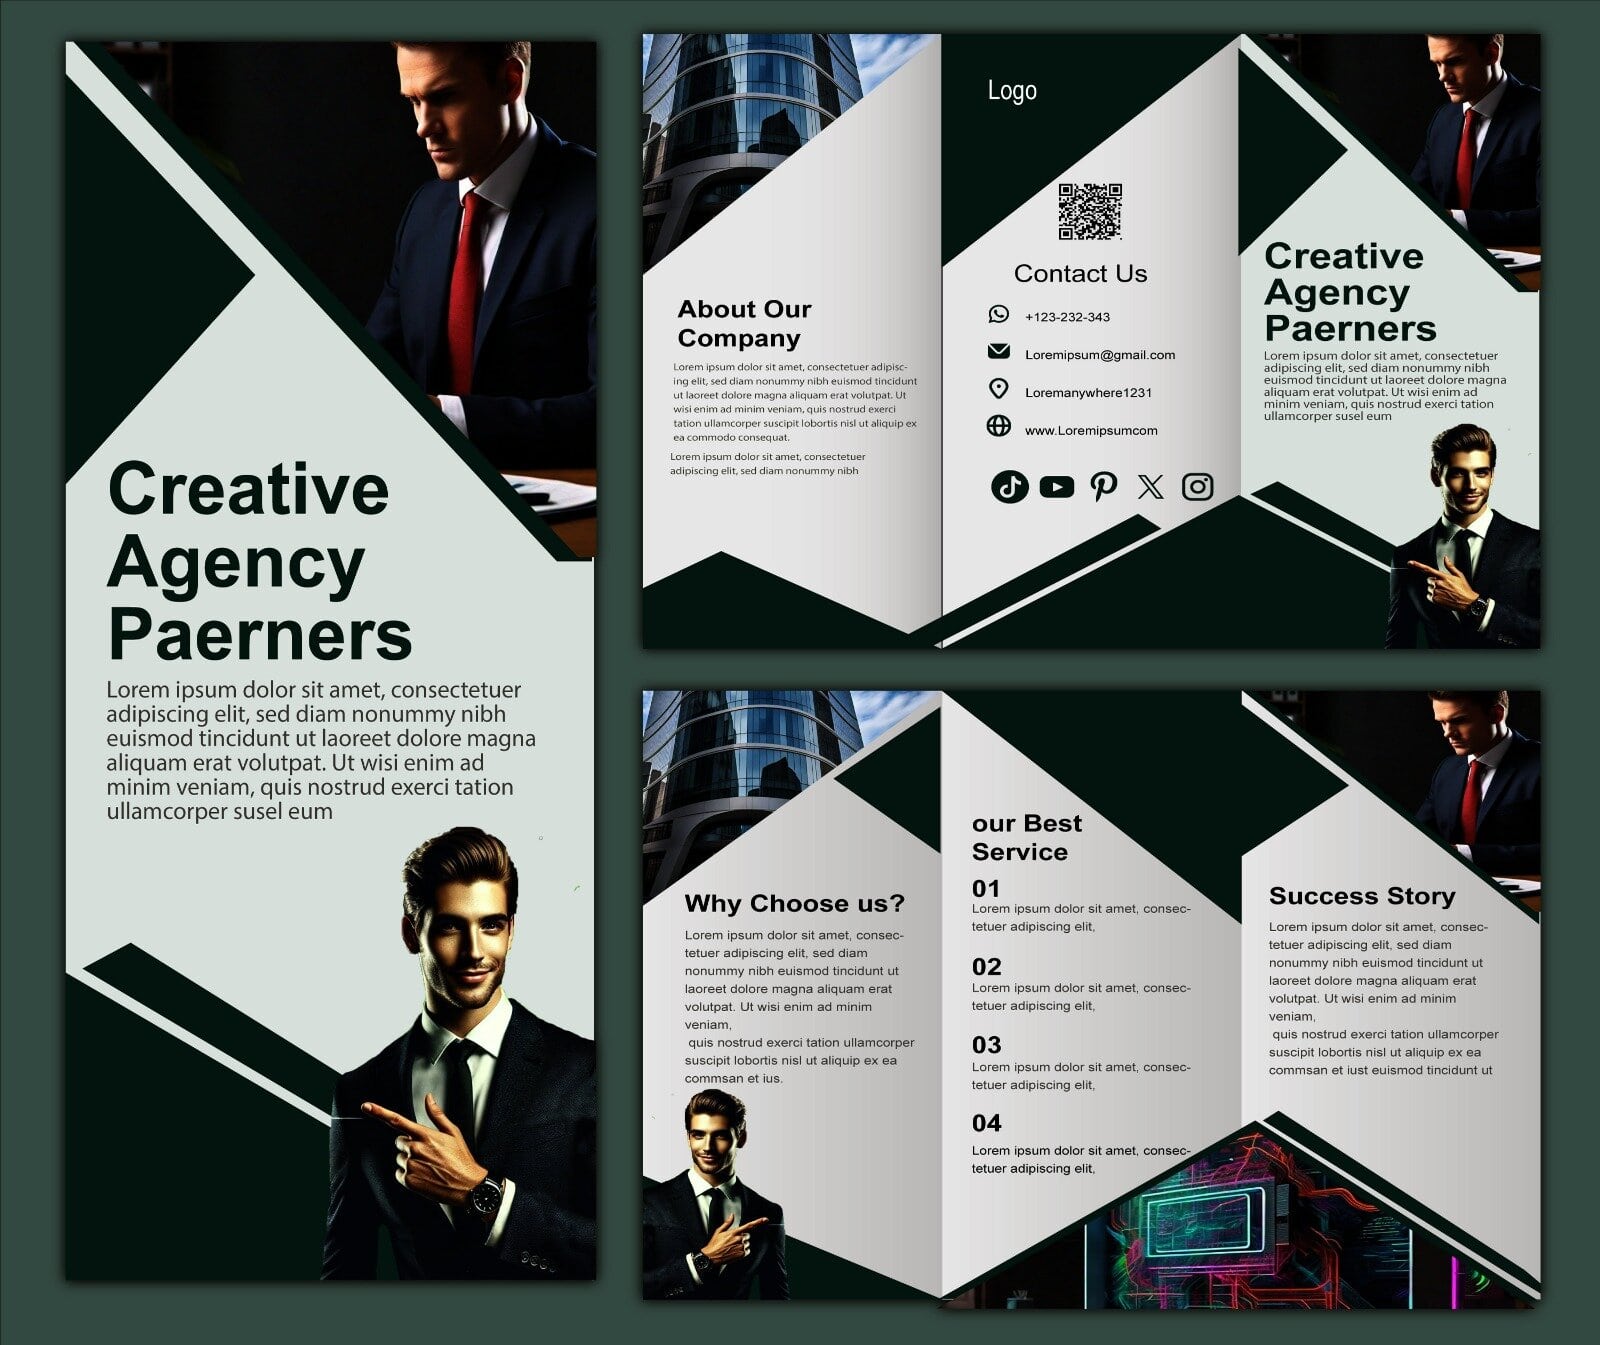 Creative
Agency
Paerners
Lorem ipsum dolor sit amet, consectetuer
adipiscing elit, sed diam nonummy nibh
euismod tincidunt ut laoreet dolore magna
aliquam erat volutpat. Ut wisi enim ad
minim veniam, quis nostrud exerci tation
ullamcorper susel eum
About Our
Company
Lorem ipsum dolor sit amet, consectetuer adipisc-
ing elit, sed diam nonummy nibh euismod tincidunt
ut laoreet dolore magna aliquam erat volutpat. Ut
wisi enim ad minim veniam, quis nostrud exerci
tation ullamcorper suscipit lobortis nisl ut aliquip ex
ea commodo consequat.
Lorem ipsum dolor sit amet, consectetuer
adipiscing elit, sed diam nonummy nibh
Logo
Contact Us
+123-232-343
Loremipsum@gmail.com
Loremanywhere1231
www.Loremipsumcom
Creative
Agency
Paerners
Lorem ipsum dolor sit amet, consectetuer
adipiscing elit, sed diam nonummy nibh
euismod tincidunt ut laoreet dolore magna
aliquam erat volutpat. Ut wisi enim ad
minim veniam, quis nostrud exerci tation
ullamcorper susel eum
Why Choose us?
Lorem ipsum dolor sit amet, consec-
tetuer adipiscing elit, sed diam
nonummy nibh euismod tincidunt ut
laoreet dolore magna aliquam erat
volutpat. Ut wisi enim ad minim
veniam,
quis nostrud exerci tation ullamcorper
suscipit lobortis nisl ut aliquip ex ea
commsan et ius.
our Best
Service
01
Lorem ipsum dolor sit amet, consec-
tetuer adipiscing elit,
02
Lorem ipsum dolor sit amet, consec-
tetuer adipiscing elit,
03
Lorem ipsum dolor sit amet, consec-
tetuer adipiscing elit,
04
Lorem ipsum dolor sit amet, consec-
tetuer adipiscing elit,
Success Story
Lorem ipsum dolor sit amet, consec-
tetuer adipiscing elit, sed diam
nonummy nibh euismod tincidunt ut
laoreet dolore magna aliquam erat
volutpat. Ut wisi enim ad minim
veniam,
quis nostrud exerci tation ullamcorper
suscipit lobortis nisl ut aliquip ex ea
commsan et iust euismod tincidunt ut